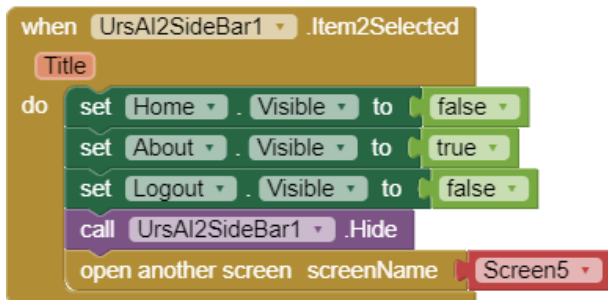 when UrsAI2SideBar1 .Item2Selected
Title
do set Home . Visible to false
set About . Visible to true
set Logout . Visible to false
call UrsAI2SideBar1 .Hide
open another screen screenName Screen5